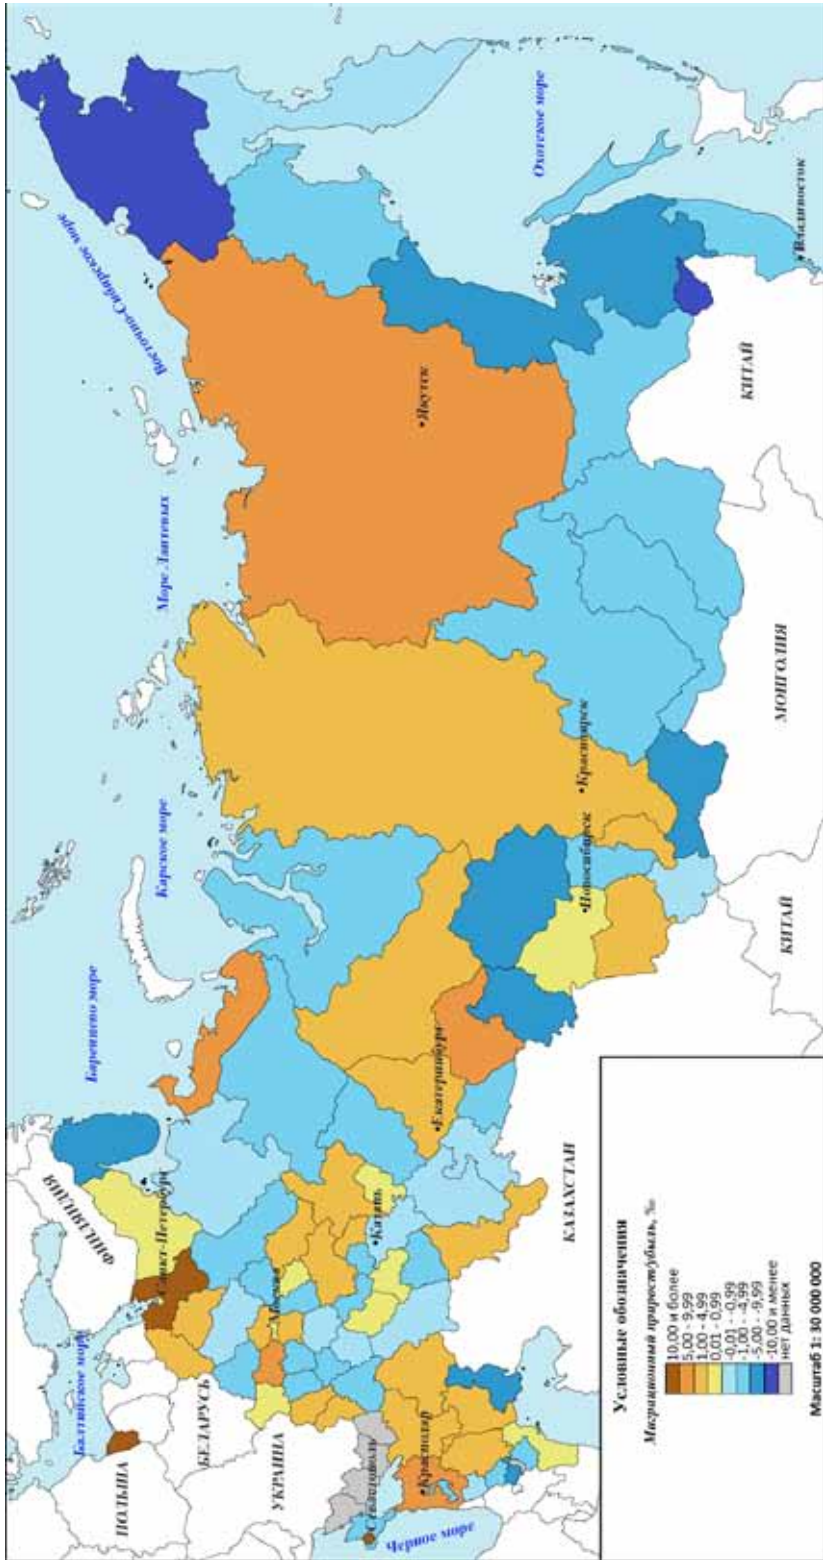 Баренцево море
Карское море
Море Лаптевых
Восточно-Сибирское море
Охотское море
Балтийское море
Черное море
ФИНЛЯНДИЯ
ПОЛЬША
БЕЛАРУСЬ
УКРАИНА
КАЗАХСТАН
КИТАЙ
МОНГОЛИЯ
КИТАЙ
Санкт-Петербург
Москва
Казань
Екатеринбург
Севастополь
Краснодар
Новосибирск
Красноярск
Якутск
Владивосток
Условные обозначения
Миграционный прирост/убыль, ‰
10,00 и более
5,00 - 9,99
1,00 - 4,99
0,01 - 0,99
-0,01 - -0,99
-1,00 - -4,99
-5,00 - -9,99
-10,00 и менее
нет данных
Масштаб 1: 30 000 000